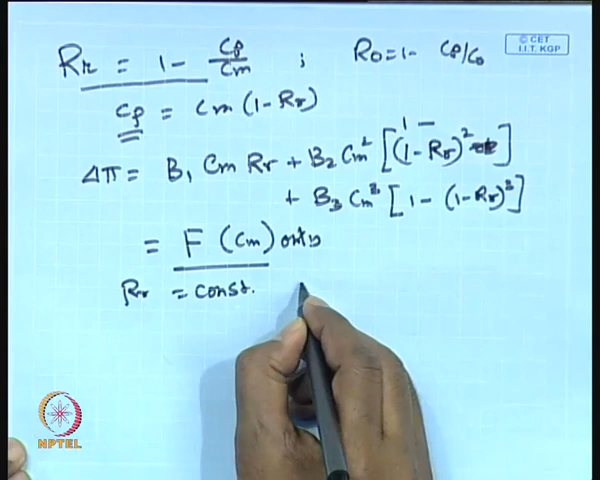 Rr = 1 - Cp/Cm ; Ro = 1 - Cp/C0
© CET
I.I.T. KGP
Cp = Cm (1 - Rr)
Δπ = B1 Cm Rr + B2 Cm² [1 - (1 - Rr)²]
+ B3 Cm³ [1 - (1 - Rr)³]
= F (Cm) only
Rr = const.
NPTEL